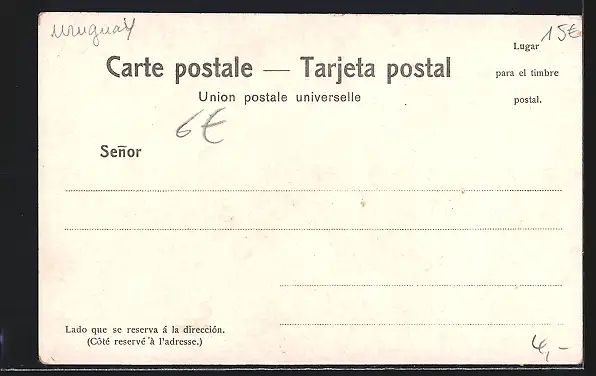 Uruguay
15€
Lugar
para el timbre
postal.
Carte postale — Tarjeta postal
Union postale universelle
6€
Señor
Lado que se reserva á la dirección.
(Côté reservé à l'adresse.)
4,-